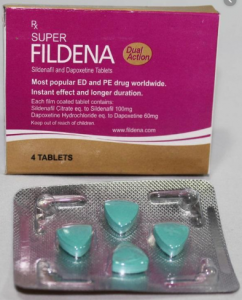 Rx
SUPER
FILDENA
Dual
Action
Sildenafil and Dapoxetine Tablets
Most popular ED and PE drug worldwide.
Instant effect and longer duration.
Each film coated tablet contains:
Sildenafil Citrate eq. to Sildenafil 100mg
Dapoxetine Hydrochloride eq. to Dapoxetine 60mg
Keep out of reach of children.
www.fildena.com
4 TABLETS